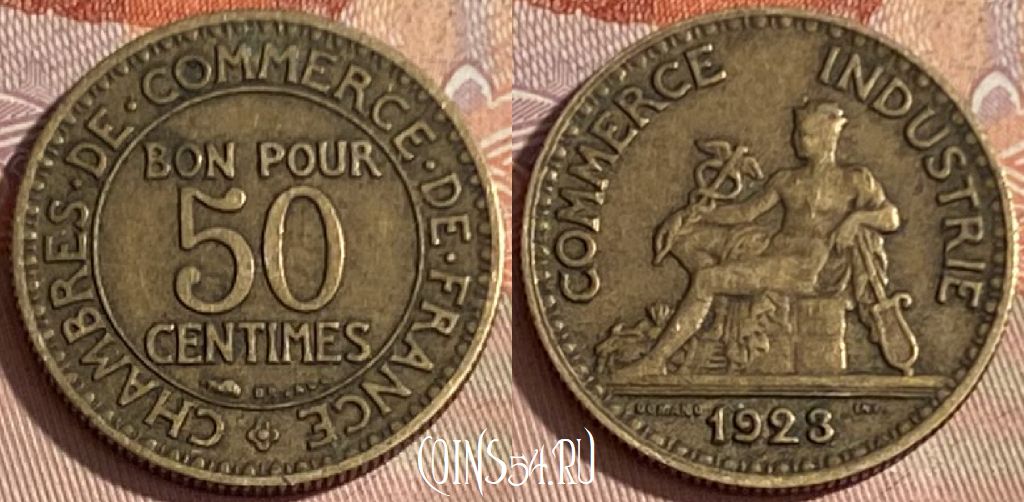 CHAMBRES · DE · COMMERCE · DE · FRANCE
BON POUR
50
CENTIMES
COMMERCE INDUSTRIE
1923
COINS54.RU